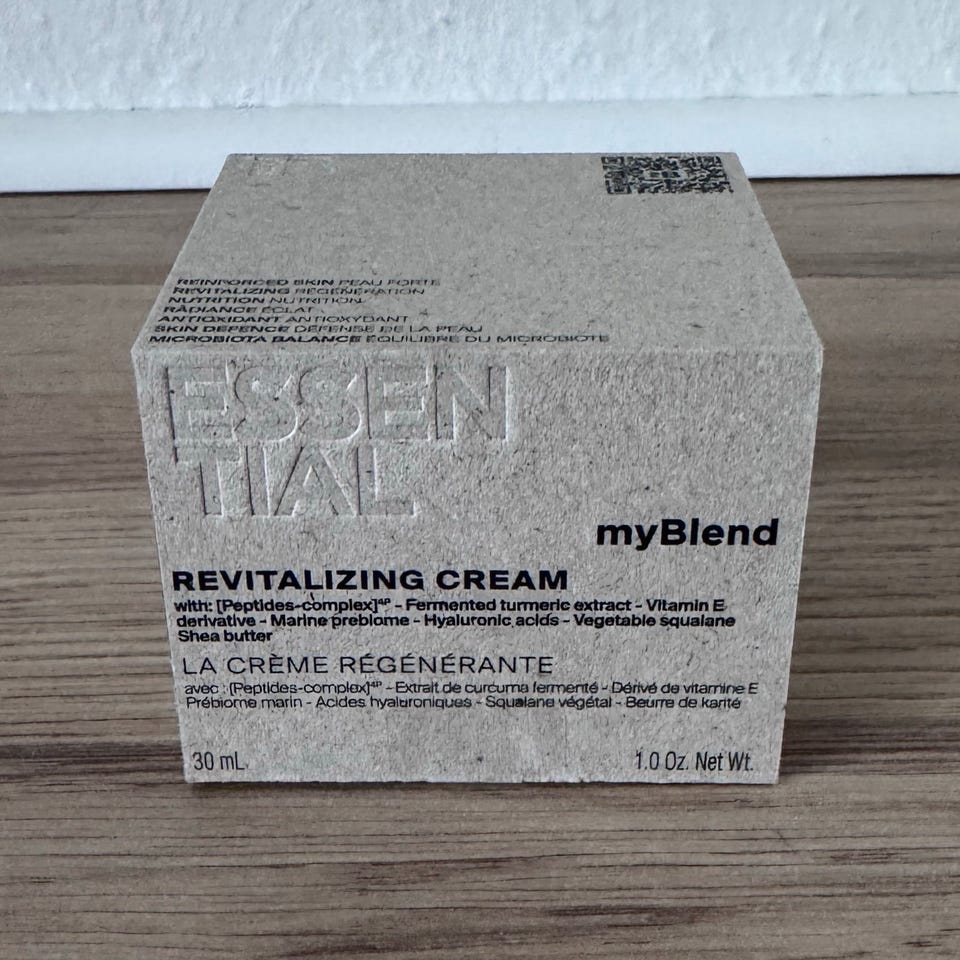 REINFORCED SKIN PEAU FORTE
REVITALIZING RÉGÉNÉRATION
NUTRITION NUTRITION
RADIANCE ÉCLAT
ANTIOXIDANT ANTIOXYDANT
SKIN DEFENCE DÉFENSE DE LA PEAU
MICROBIOTA BALANCE ÉQUILIBRE DU MICROBIOTE
ESSEN
TIAL
myBlend
REVITALIZING CREAM
with: [Peptides-complex]⁴ᴾ - Fermented turmeric extract - Vitamin E
derivative - Marine prebiome - Hyaluronic acids - Vegetable squalane
Shea butter
LA CRÈME RÉGÉNÉRANTE
avec : [Peptides-complex]⁴ᴾ - Extrait de curcuma fermenté - Dérivé de vitamine E
Prébiome marin - Acides hyaluroniques - Squalane végétal - Beurre de karité
30 mL 1.0 Oz. Net Wt.